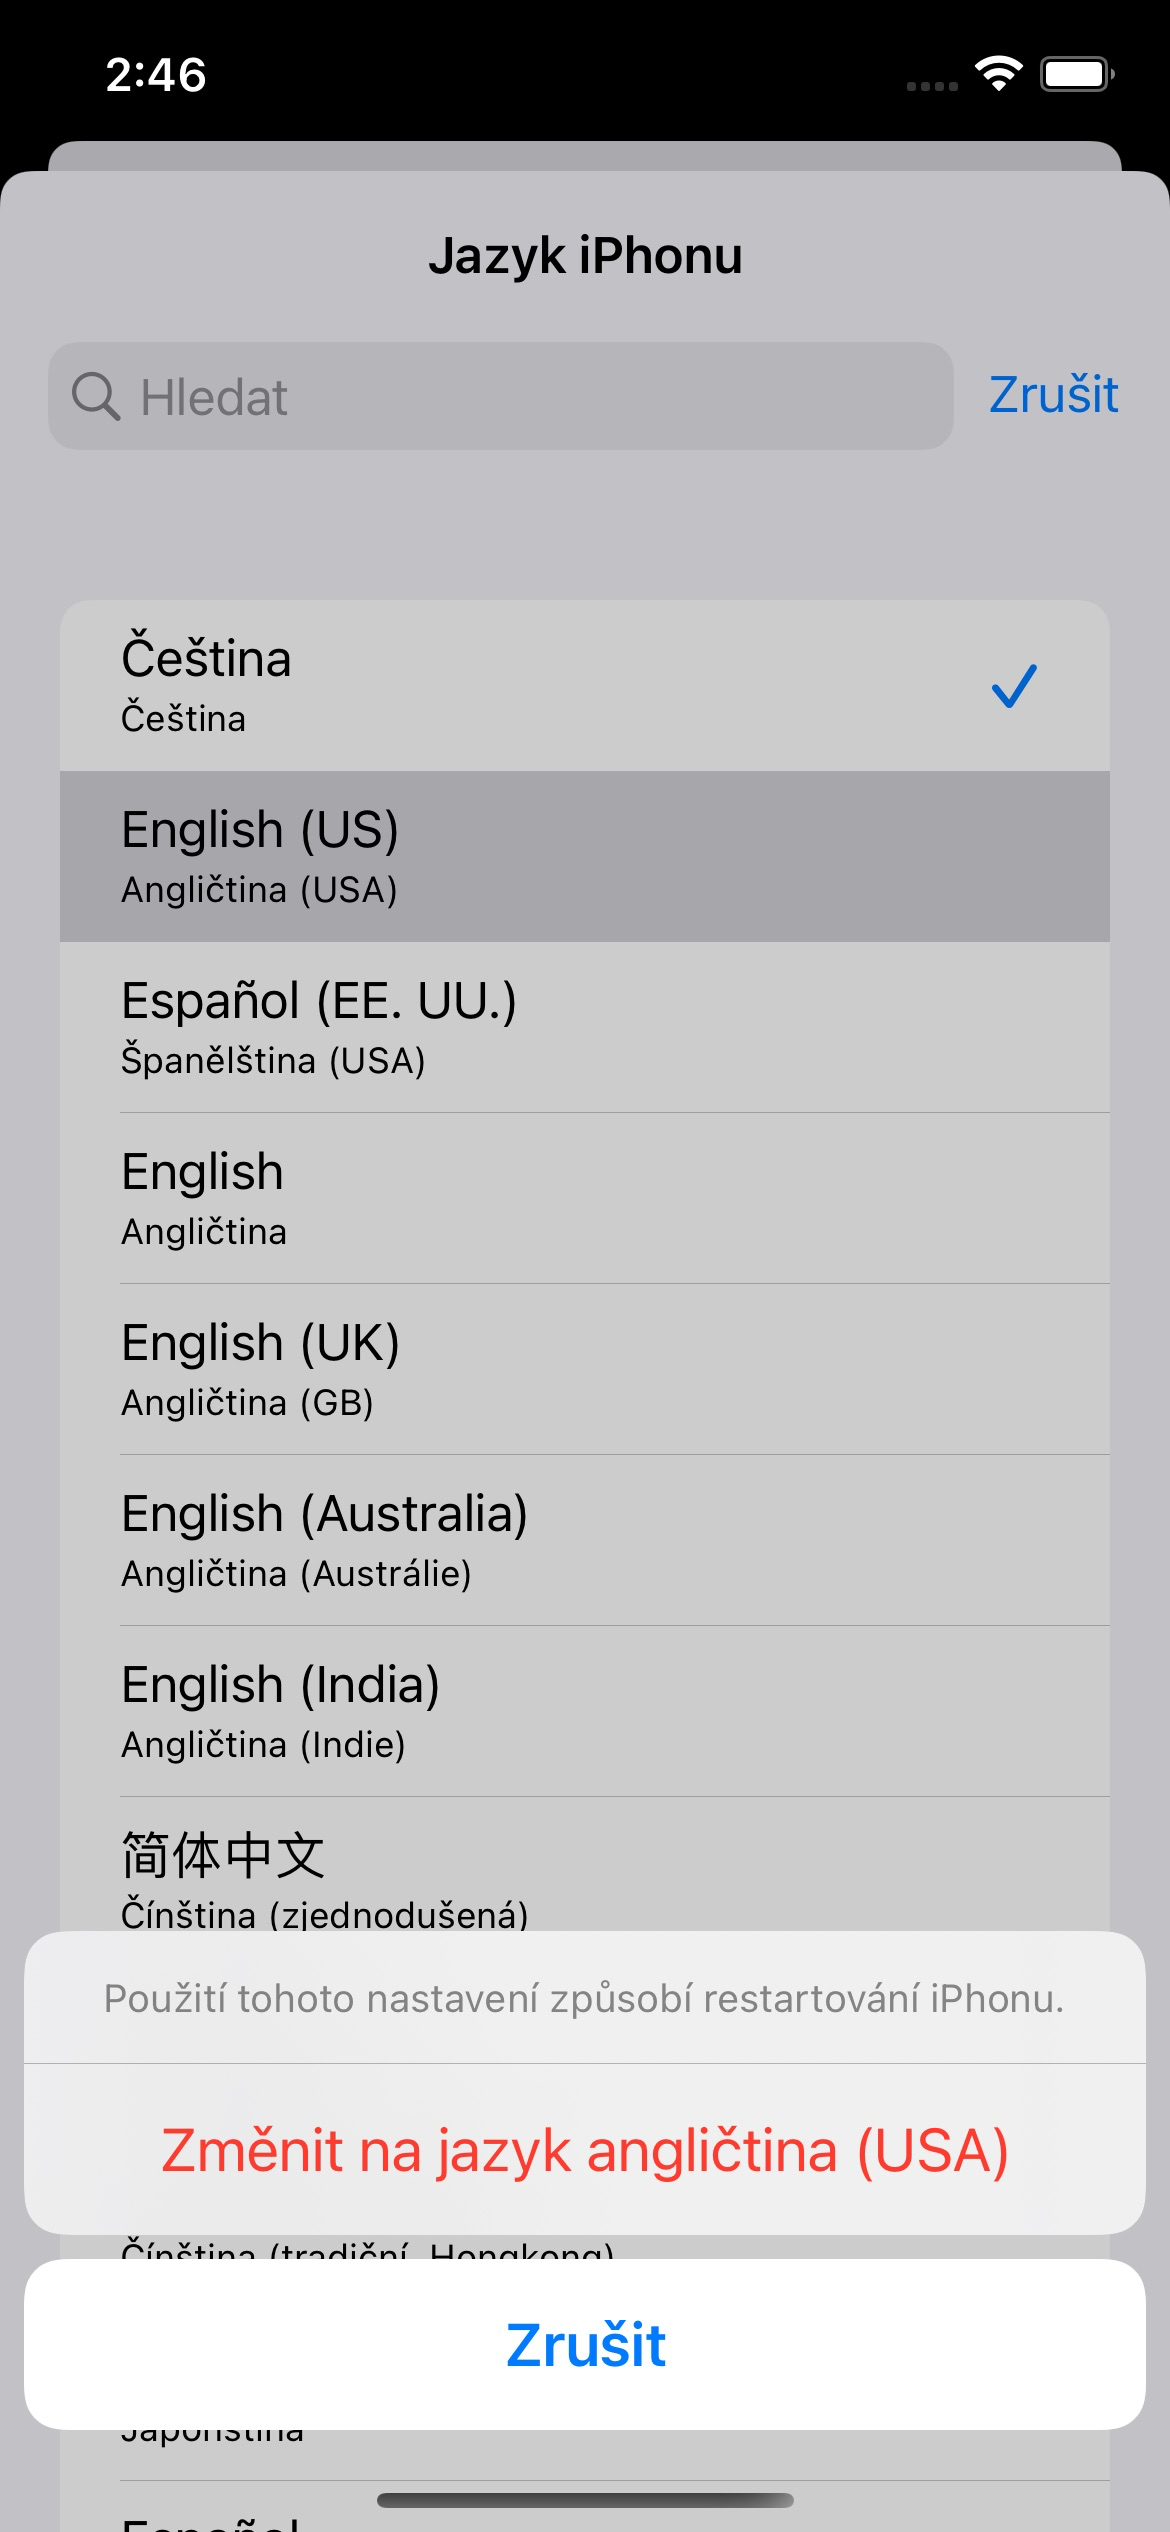 2:46
Jazyk iPhonu
Hledat
Zrušit
Čeština
Čeština
English (US)
Angličtina (USA)
Español (EE. UU.)
Španělština (USA)
English
Angličtina
English (UK)
Angličtina (GB)
English (Australia)
Angličtina (Austrálie)
English (India)
Angličtina (Indie)
简体中文
Čínština (zjednodušená)
Použití tohoto nastavení způsobí restartování iPhonu.
Změnit na jazyk angličtina (USA)
Čínština (tradiční, Hongkong)
Zrušit
Japonština
Español